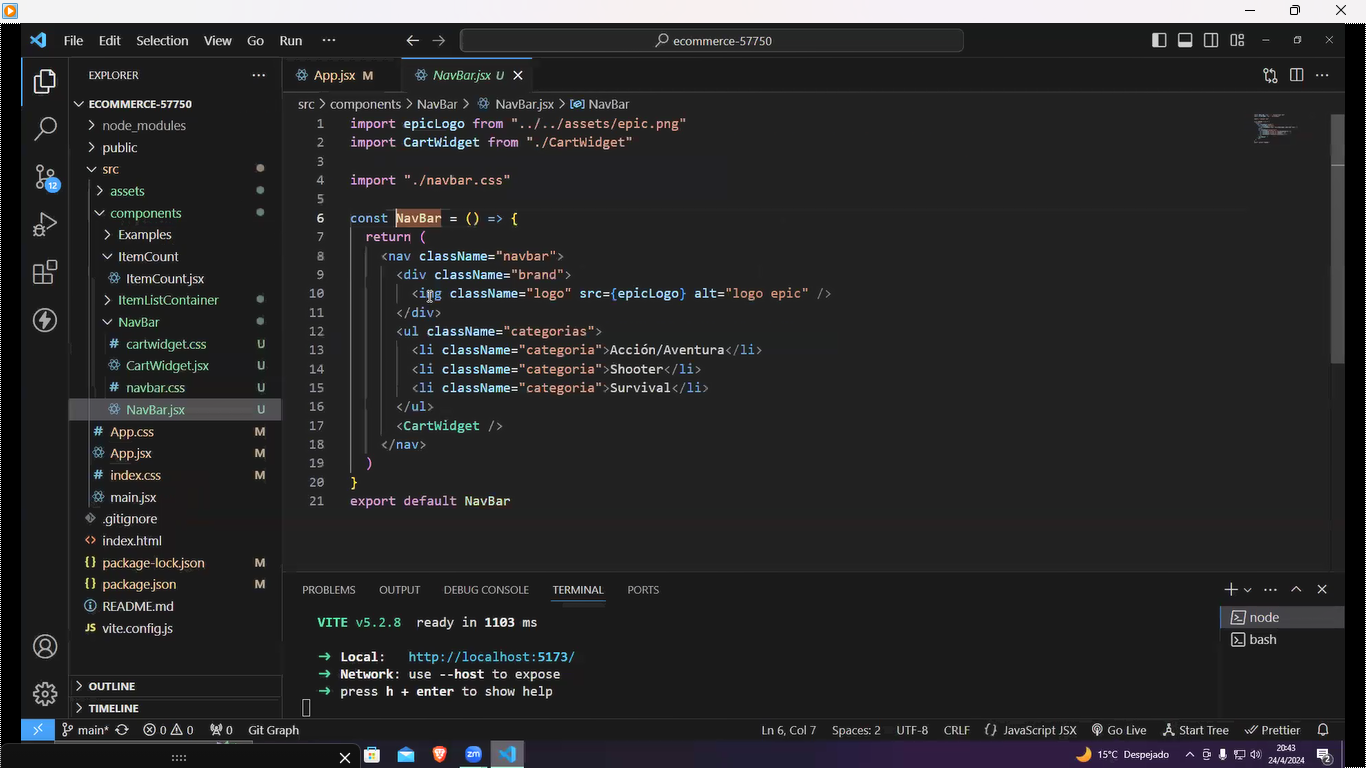 File Edit Selection View Go Run ···
ecommerce-57750
EXPLORER ···
ECOMMERCE-57750
node_modules
public
src
assets
components
Examples
ItemCount
ItemCount.jsx
ItemListContainer
NavBar
cartwidget.css U
CartWidget.jsx U
navbar.css U
NavBar.jsx U
App.css M
App.jsx M
index.css M
main.jsx
.gitignore
index.html
package-lock.json M
package.json M
README.md
vite.config.js
OUTLINE
TIMELINE
12
App.jsx M NavBar.jsx U
src > components > NavBar > NavBar.jsx > NavBar
1 import epicLogo from "../../assets/epic.png"
2 import CartWidget from "./CartWidget"
3
4 import "./navbar.css"
5
6 const NavBar = () => {
7 return (
8 <nav className="navbar">
9 <div className="brand">
10 <img className="logo" src={epicLogo} alt="logo epic" />
11 </div>
12 <ul className="categorias">
13 <li className="categoria">Acción/Aventura</li>
14 <li className="categoria">Shooter</li>
15 <li className="categoria">Survival</li>
16 </ul>
17 <CartWidget />
18 </nav>
19 )
20 }
21 export default NavBar
PROBLEMS OUTPUT DEBUG CONSOLE TERMINAL PORTS
VITE v5.2.8 ready in 1103 ms
➜ Local: http://localhost:5173/
➜ Network: use --host to expose
➜ press h + enter to show help
node
bash
main* 0 0 0 Git Graph Ln 6, Col 7 Spaces: 2 UTF-8 CRLF {} JavaScript JSX Go Live Start Tree Prettier
zm 15°C Despejado 20:43
24/4/2024
2